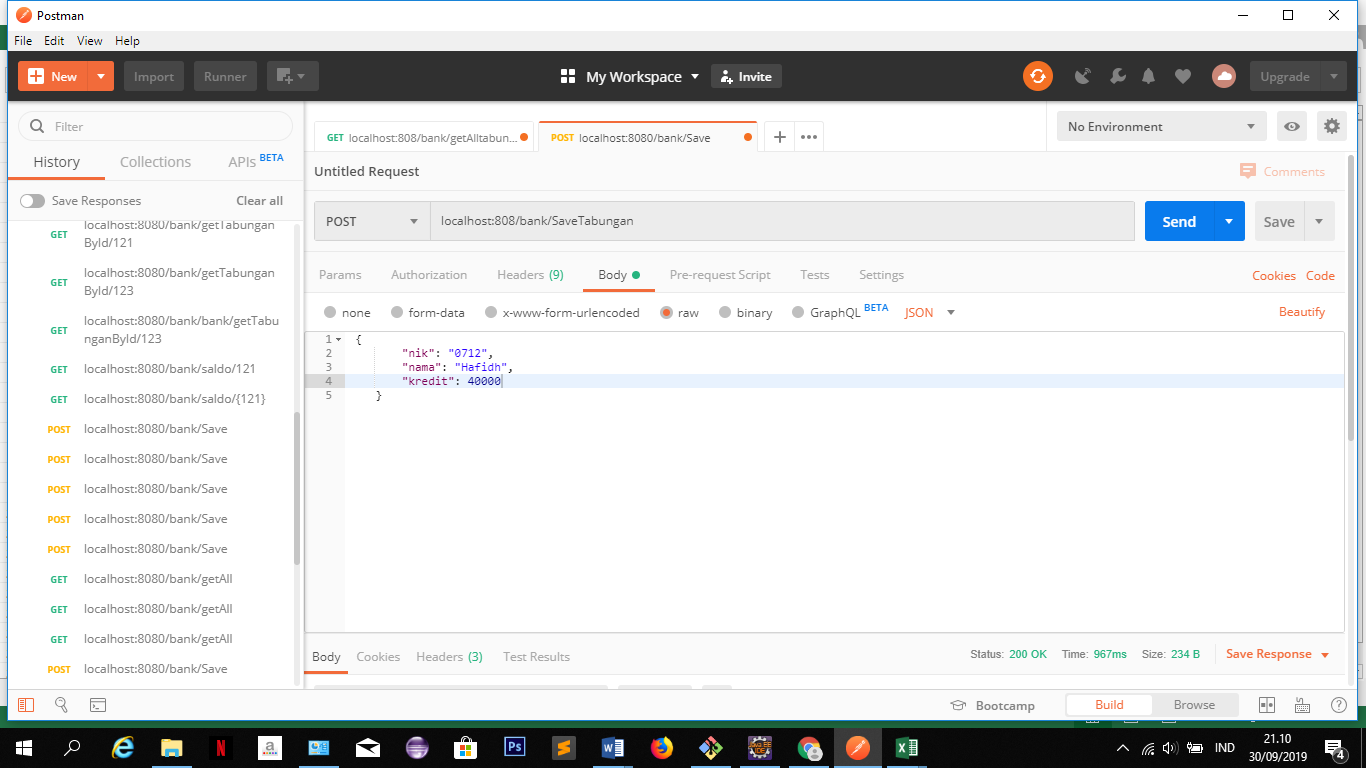 Postman
File Edit View Help
New Import Runner My Workspace Invite Upgrade
Filter
History Collections APIs BETA
Save Responses Clear all
GET localhost:8080/bank/getTabungan
ById/121
GET localhost:8080/bank/getTabungan
ById/123
GET localhost:8080/bank/bank/getTabu
nganById/123
GET localhost:8080/bank/saldo/121
GET localhost:8080/bank/saldo/{121}
POST localhost:8080/bank/Save
POST localhost:8080/bank/Save
POST localhost:8080/bank/Save
POST localhost:8080/bank/Save
POST localhost:8080/bank/Save
GET localhost:8080/bank/getAll
GET localhost:8080/bank/getAll
GET localhost:8080/bank/getAll
POST localhost:8080/bank/Save
GET localhost:808/bank/getAlltabun... POST localhost:8080/bank/Save No Environment
Untitled Request Comments
POST localhost:808/bank/SaveTabungan Send Save
Params Authorization Headers (9) Body Pre-request Script Tests Settings Cookies Code
none form-data x-www-form-urlencoded raw binary GraphQL BETA JSON Beautify
1 {
2 "nik": "0712",
3 "nama": "Hafidh",
4 "kredit": 40000
5 }
Body Cookies Headers (3) Test Results Status: 200 OK Time: 967ms Size: 234 B Save Response
Bootcamp Build Browse
IND 21.10
30/09/2019 4